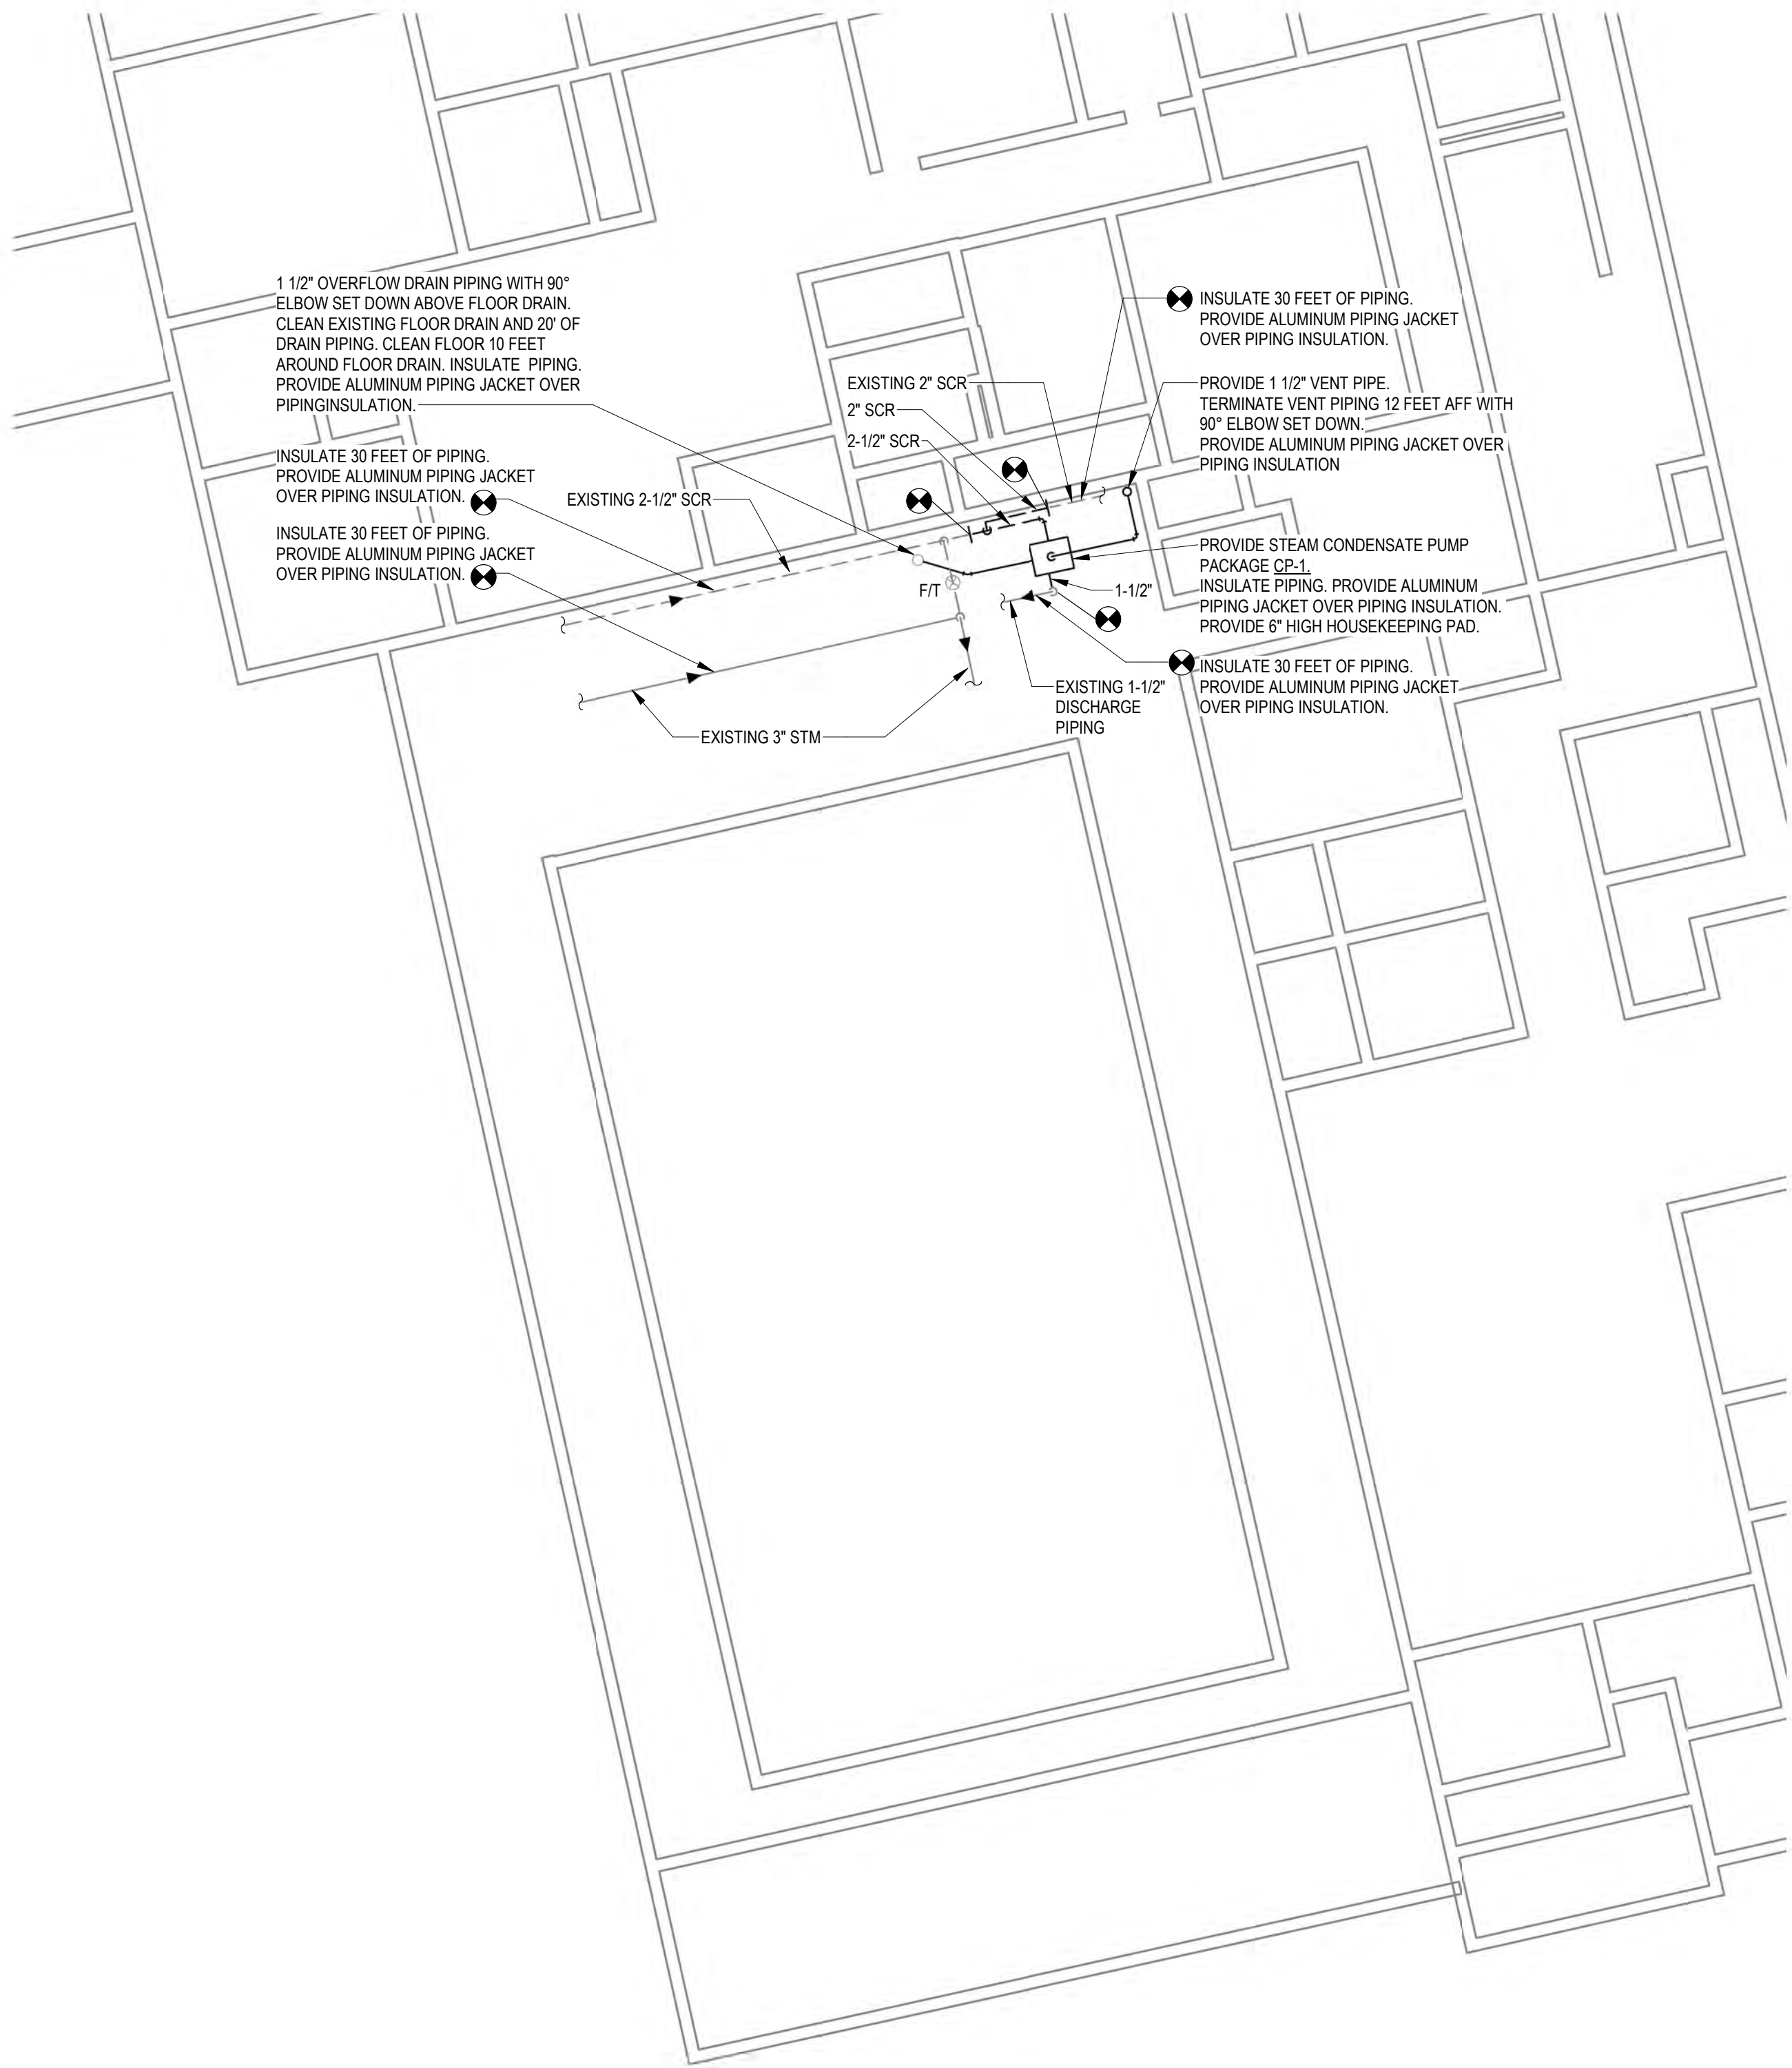 1 1/2" OVERFLOW DRAIN PIPING WITH 90°
ELBOW SET DOWN ABOVE FLOOR DRAIN.
CLEAN EXISTING FLOOR DRAIN AND 20' OF
DRAIN PIPING. CLEAN FLOOR 10 FEET
AROUND FLOOR DRAIN. INSULATE PIPING.
PROVIDE ALUMINUM PIPING JACKET OVER
PIPINGINSULATION.
INSULATE 30 FEET OF PIPING.
PROVIDE ALUMINUM PIPING JACKET
OVER PIPING INSULATION.
EXISTING 2-1/2" SCR
INSULATE 30 FEET OF PIPING.
PROVIDE ALUMINUM PIPING JACKET
OVER PIPING INSULATION.
EXISTING 3" STM
EXISTING 2" SCR
2" SCR
2-1/2" SCR
F/T
1-1/2"
EXISTING 1-1/2"
DISCHARGE
PIPING
INSULATE 30 FEET OF PIPING.
PROVIDE ALUMINUM PIPING JACKET
OVER PIPING INSULATION.
PROVIDE 1 1/2" VENT PIPE.
TERMINATE VENT PIPING 12 FEET AFF WITH
90° ELBOW SET DOWN.
PROVIDE ALUMINUM PIPING JACKET OVER
PIPING INSULATION
PROVIDE STEAM CONDENSATE PUMP
PACKAGE CP-1.
INSULATE PIPING. PROVIDE ALUMINUM
PIPING JACKET OVER PIPING INSULATION.
PROVIDE 6" HIGH HOUSEKEEPING PAD.
INSULATE 30 FEET OF PIPING.
PROVIDE ALUMINUM PIPING JACKET
OVER PIPING INSULATION.